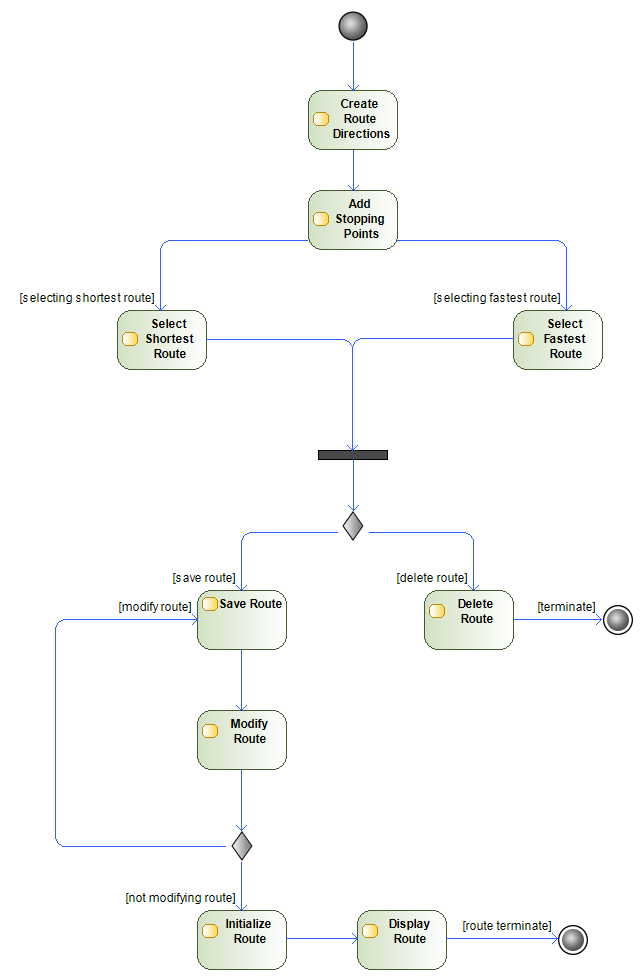 Create
Route
Directions
Add
Stopping
Points
[selecting shortest route]
[selecting fastest route]
Select
Shortest
Route
Select
Fastest
Route
[save route]
[delete route]
[modify route]
Save Route
Delete
Route
[terminate]
Modify
Route
[not modifying route]
Initialize
Route
Display
Route
[route terminate]